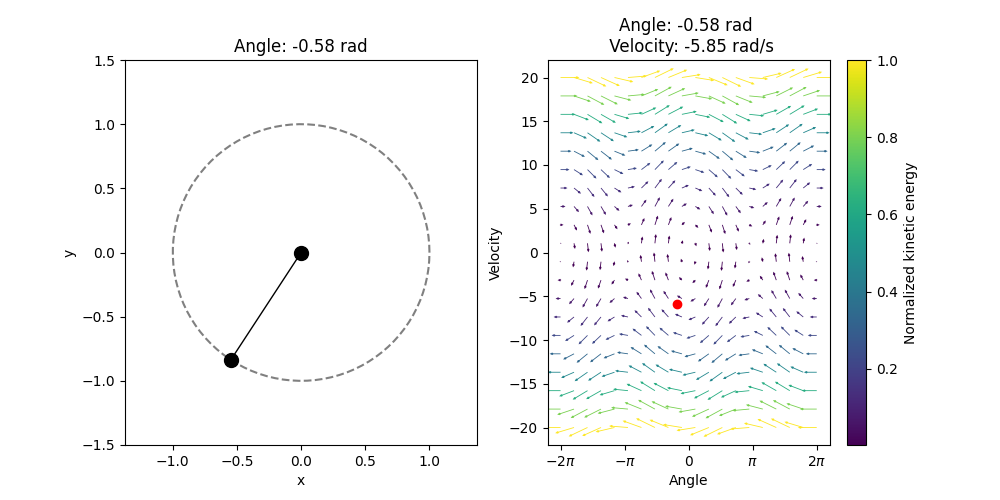 Angle: -0.58 rad
1.5
1.0
0.5
0.0
−0.5
−1.0
−1.5
y
−1.0
−0.5
0.0
0.5
1.0
x
Angle: -0.58 rad
Velocity: -5.85 rad/s
20
15
10
5
0
−5
−10
−15
−20
Velocity
−2π
−π
0
π
2π
Angle
1.0
0.8
0.6
0.4
0.2
Normalized kinetic energy